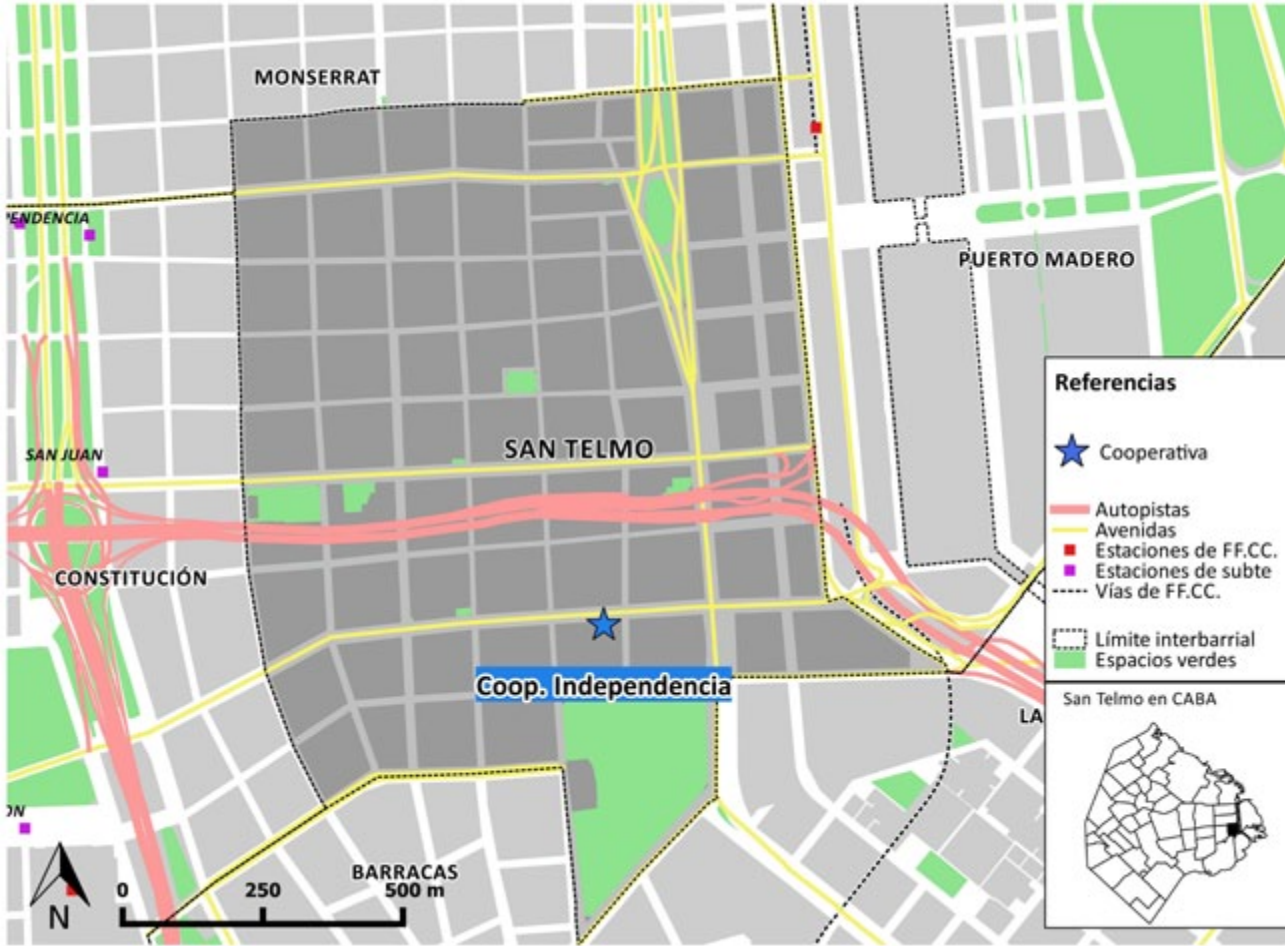 MONSERRAT
PENDENCIA
PUERTO MADERO
SAN TELMO
SAN JUAN
CONSTITUCIÓN
Coop. Independencia
LA
ON
BARRACAS
N
0 250 500 m
Referencias
Cooperativa
Autopistas
Avenidas
Estaciones de FF.CC.
Estaciones de subte
Vías de FF.CC.
Límite interbarrial
Espacios verdes
San Telmo en CABA